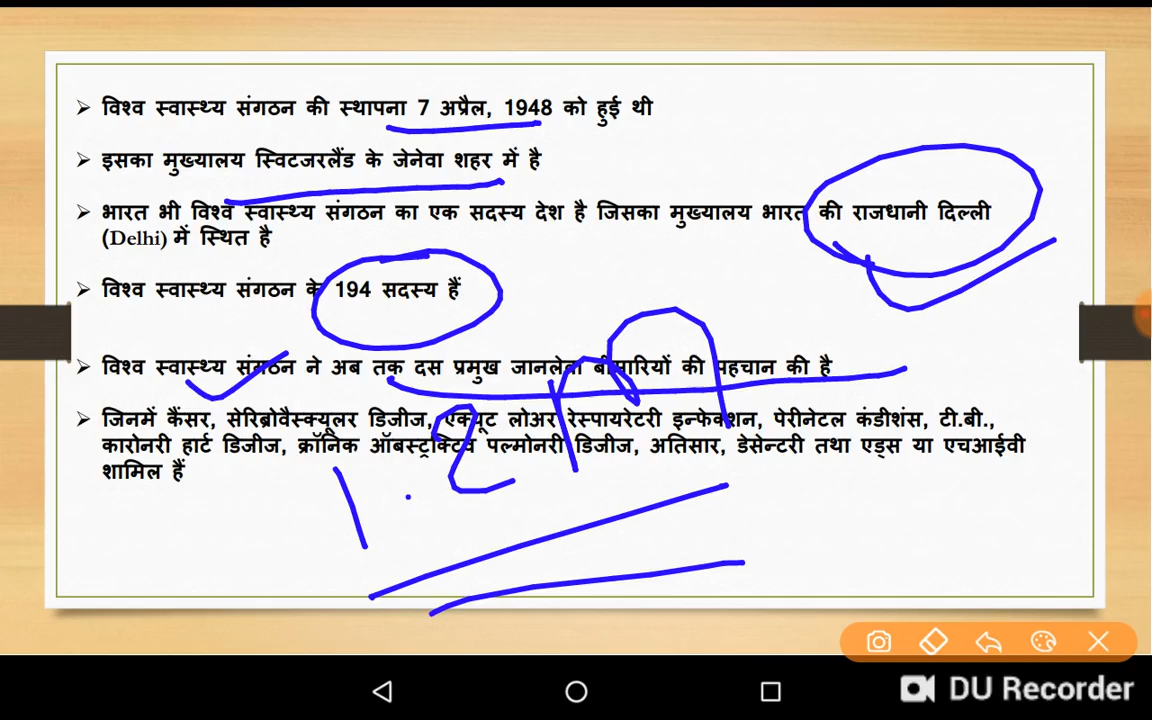 ➢ विश्व स्वास्थ्य संगठन की स्थापना 7 अप्रैल, 1948 को हुई थी
➢ इसका मुख्यालय स्विटजरलैंड के जेनेवा शहर में है
➢ भारत भी विश्व स्वास्थ्य संगठन का एक सदस्य देश है जिसका मुख्यालय भारत की राजधानी दिल्ली
(Delhi) में स्थित है
➢ विश्व स्वास्थ्य संगठन के 194 सदस्य हैं
➢ विश्व स्वास्थ्य संगठन ने अब तक दस प्रमुख जानलेवा बीमारियों की पहचान की है
➢ जिनमें कैंसर, सेरिब्रोवैस्क्यूलर डिजीज, एक्यूट लोअर रेस्पायरेटरी इन्फेक्शन, पेरीनेटल कंडीशंस, टी.बी.,
कारोनरी हार्ट डिजीज, क्रॉनिक ऑबस्ट्रक्टिव पल्मोनरी डिजीज, अतिसार, डेसेन्टरी तथा एड्स या एचआईवी
शामिल हैं
DU Recorder